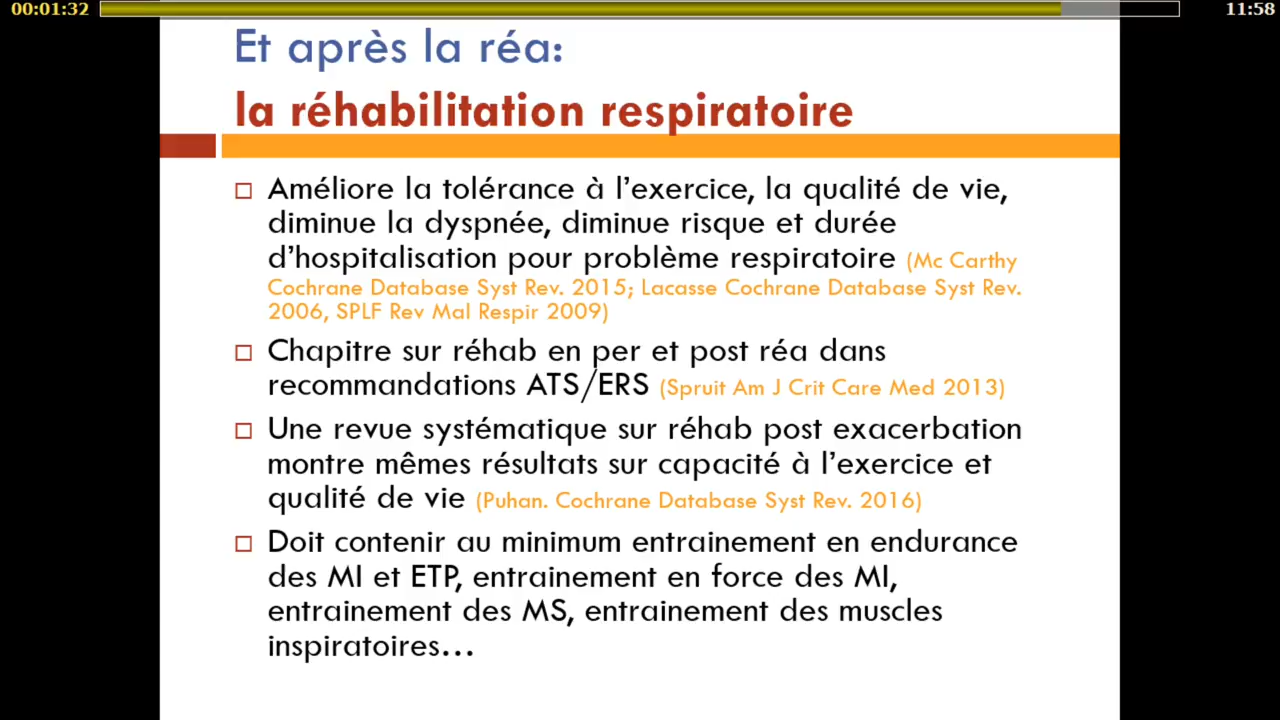 00:01:32
11:58
Et après la réa:
la réhabilitation respiratoire
Améliore la tolérance à l'exercice, la qualité de vie,
diminue la dyspnée, diminue risque et durée
d'hospitalisation pour problème respiratoire (Mc Carthy
Cochrane Database Syst Rev. 2015; Lacasse Cochrane Database Syst Rev.
2006, SPLF Rev Mal Respir 2009)
Chapitre sur réhab en per et post réa dans
recommandations ATS/ERS (Spruit Am J Crit Care Med 2013)
Une revue systématique sur réhab post exacerbation
montre mêmes résultats sur capacité à l'exercice et
qualité de vie (Puhan. Cochrane Database Syst Rev. 2016)
Doit contenir au minimum entrainement en endurance
des MI et ETP, entrainement en force des MI,
entrainement des MS, entrainement des muscles
inspiratoires…